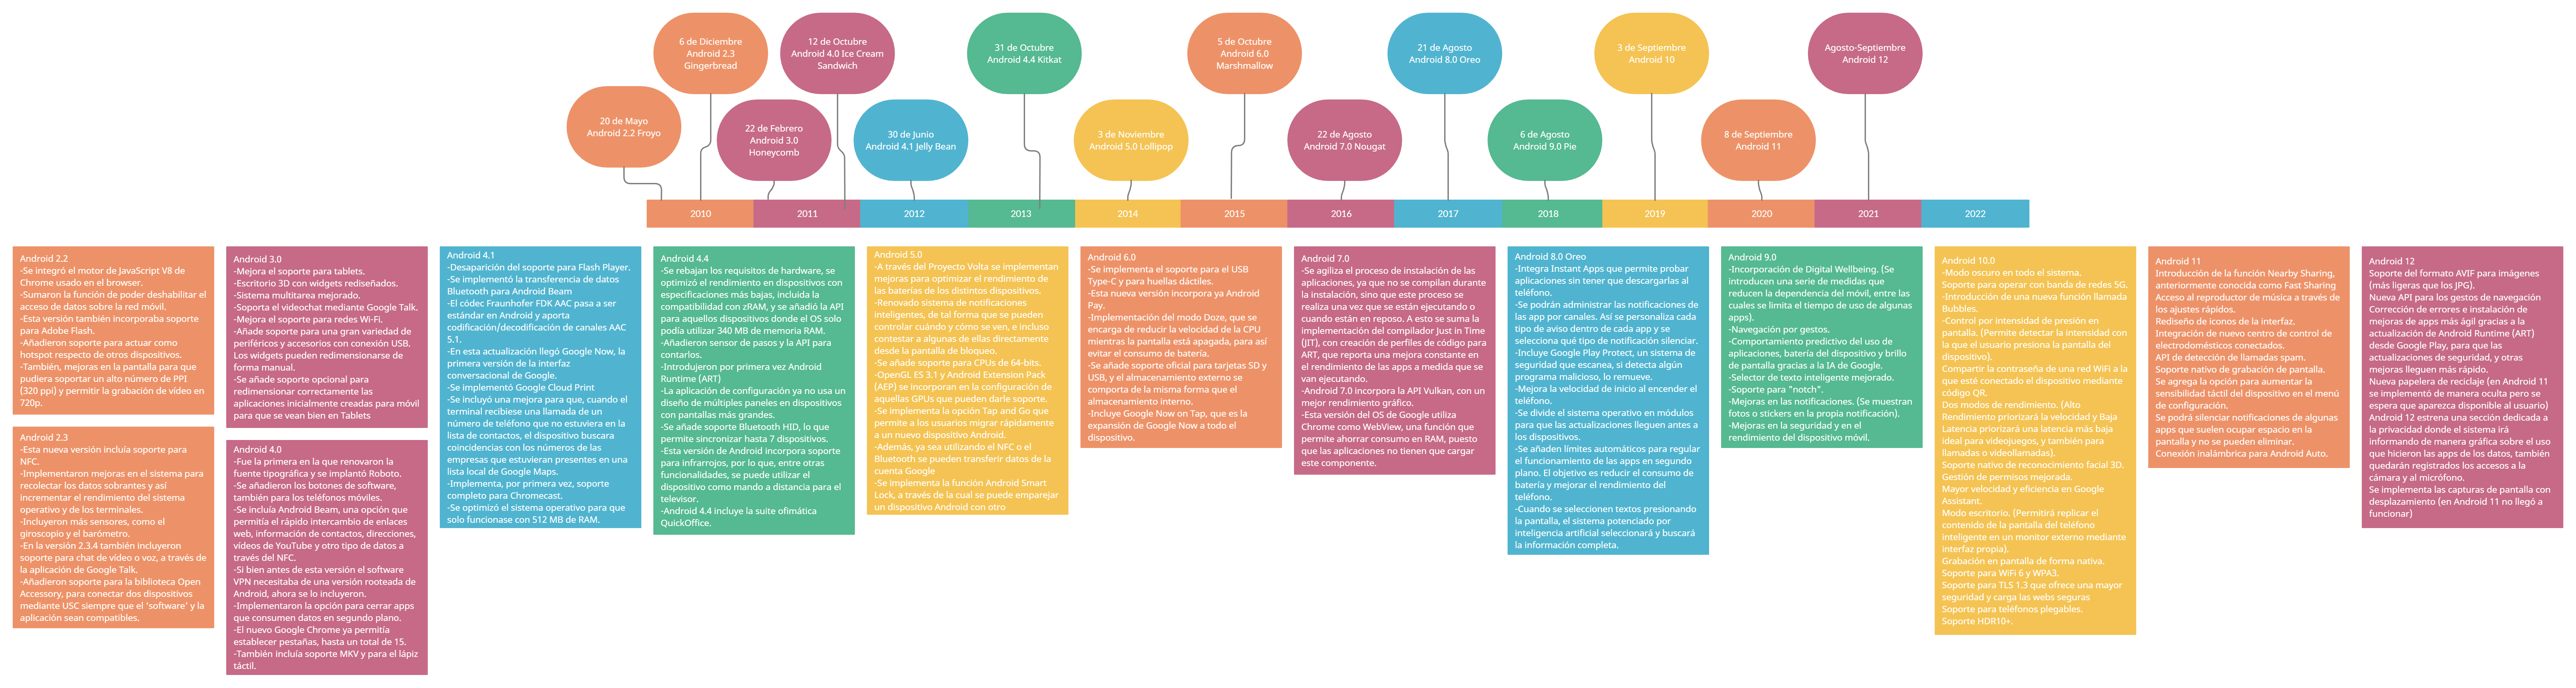 6 de Diciembre
Android 2.3
Gingerbread
12 de Octubre
Android 4.0 Ice Cream
Sandwich
31 de Octubre
Android 4.4 Kitkat
5 de Octubre
Android 6.0
Marshmallow
21 de Agosto
Android 8.0 Oreo
3 de Septiembre
Android 10
Agosto-Septiembre
Android 12
20 de Mayo
Android 2.2 Froyo
22 de Febrero
Android 3.0
Honeycomb
30 de Junio
Android 4.1 Jelly Bean
3 de Noviembre
Android 5.0 Lollipop
22 de Agosto
Android 7.0 Nougat
6 de Agosto
Android 9.0 Pie
8 de Septiembre
Android 11
2010
2011
2012
2013
2014
2015
2016
2017
2018
2019
2020
2021
2022
Android 2.2
-Se integró el motor de JavaScript V8 de
Chrome usado en el browser.
-Sumaron la función de poder deshabilitar el
acceso de datos sobre la red móvil.
-Esta versión también incorporaba soporte
para Adobe Flash.
-Añadieron soporte para actuar como
hotspot respecto de otros dispositivos.
-También, mejoras en la pantalla para que
pudiera soportar un alto número de PPI
(320 ppi) y permitir la grabación de vídeo en
720p.
Android 2.3
-Esta nueva versión incluía soporte para
NFC.
-Implementaron mejoras en el sistema para
recolectar los datos sobrantes y así
incrementar el rendimiento del sistema
operativo y de los terminales.
-Incluyeron más sensores, como el
giroscopio y el barómetro.
-En la versión 2.3.4 también incluyeron
soporte para chat de vídeo o voz, a través de
la aplicación de Google Talk.
-Añadieron soporte para la biblioteca Open
Accessory, para conectar dos dispositivos
mediante USC siempre que el 'software' y la
aplicación sean compatibles.
Android 3.0
-Mejora el soporte para tablets.
-Escritorio 3D con widgets rediseñados.
-Sistema multitarea mejorado.
-Soporta el videochat mediante Google Talk.
-Mejora el soporte para redes Wi-Fi.
-Añade soporte para una gran variedad de
periféricos y accesorios con conexión USB.
Los widgets pueden redimensionarse de
forma manual.
-Se añade soporte opcional para
redimensionar correctamente las
aplicaciones inicialmente creadas para móvil
para que se vean bien en Tablets
Android 4.0
-Fue la primera en la que renovaron la
fuente tipográfica y se implantó Roboto.
-Se añadieron los botones de software,
también para los teléfonos móviles.
-Se incluía Android Beam, una opción que
permitía el rápido intercambio de enlaces
web, información de contactos, direcciones,
vídeos de YouTube y otro tipo de datos a
través del NFC.
-Si bien antes de esta versión el software
VPN necesitaba de una versión rooteada de
Android, ahora se lo incluyeron.
-Implementaron la opción para cerrar apps
que consumen datos en segundo plano.
-El nuevo Google Chrome ya permitía
establecer pestañas, hasta un total de 15.
-También incluía soporte MKV y para el lápiz
táctil.
Android 4.1
-Desaparición del soporte para Flash Player.
-Se implementó la transferencia de datos
Bluetooth para Android Beam
-El códec Fraunhofer FDK AAC pasa a ser
estándar en Android y aporta
codificación/decodificación de canales AAC
5.1.
-En esta actualización llegó Google Now, la
primera versión de la interfaz
conversacional de Google.
-Se implementó Google Cloud Print
-Se incluyó una mejora para que, cuando el
terminal recibiese una llamada de un
número de teléfono que no estuviera en la
lista de contactos, el dispositivo buscara
coincidencias con los números de las
empresas que estuvieran presentes en una
lista local de Google Maps.
-Implementa, por primera vez, soporte
completo para Chromecast.
-Se optimizó el sistema operativo para que
solo funcionase con 512 MB de RAM.
Android 4.4
-Se rebajan los requisitos de hardware, se
optimizó el rendimiento en dispositivos con
especificaciones más bajas, incluida la
compatibilidad con zRAM, y se añadió la API
para aquellos dispositivos donde el OS solo
podía utilizar 340 MB de memoria RAM.
-Añadieron sensor de pasos y la API para
contarlos.
-Introdujeron por primera vez Android
Runtime (ART)
-La aplicación de configuración ya no usa un
diseño de múltiples paneles en dispositivos
con pantallas más grandes.
-Se añade soporte Bluetooth HID, lo que
permite sincronizar hasta 7 dispositivos.
-Esta versión de Android incorpora soporte
para infrarrojos, por lo que, entre otras
funcionalidades, se puede utilizar el
dispositivo como mando a distancia para el
televisor.
-Android 4.4 incluye la suite ofimática
QuickOffice.
Android 5.0
-A través del Proyecto Volta se implementan
mejoras para optimizar el rendimiento de
las baterías de los distintos dispositivos.
-Renovado sistema de notificaciones
inteligentes, de tal forma que se pueden
controlar cuándo y cómo se ven, e incluso
contestar a algunas de ellas directamente
desde la pantalla de bloqueo.
-Se añade soporte para CPUs de 64-bits.
-OpenGL ES 3.1 y Android Extension Pack
(AEP) se incorporan en la configuración de
aquellas GPUs que pueden darle soporte.
-Se implementa la opción Tap and Go que
permite a los usuarios migrar rápidamente
a un nuevo dispositivo Android.
-Además, ya sea utilizando el NFC o el
Bluetooth se pueden transferir datos de la
cuenta Google
-Se implementa la función Android Smart
Lock, a través de la cual se puede emparejar
un dispositivo Android con otro
Android 6.0
-Se implementa el soporte para el USB
Type-C y para huellas dáctiles.
-Esta nueva versión incorpora ya Android
Pay.
-Implementación del modo Doze, que se
encarga de reducir la velocidad de la CPU
mientras la pantalla está apagada, para así
evitar el consumo de batería.
-Se añade soporte oficial para tarjetas SD y
USB, y el almacenamiento externo se
comporta de la misma forma que el
almacenamiento interno.
-Incluye Google Now on Tap, que es la
expansión de Google Now a todo el
dispositivo.
Android 7.0
-Se agiliza el proceso de instalación de las
aplicaciones, ya que no se compilan durante
la instalación, sino que este proceso se
realiza una vez que se están ejecutando o
cuando están en reposo. A esto se suma la
implementación del compilador Just in Time
(JIT), con creación de perfiles de código para
ART, que reporta una mejora constante en
el rendimiento de las apps a medida que se
van ejecutando.
-Android 7.0 incorpora la API Vulkan, con un
mejor rendimiento gráfico.
-Esta versión del OS de Google utiliza
Chrome como WebView, una función que
permite ahorrar consumo en RAM, puesto
que las aplicaciones no tienen que cargar
este componente.
Android 8.0 Oreo
-Integra Instant Apps que permite probar
aplicaciones sin tener que descargarlas al
teléfono.
-Se podrán administrar las notificaciones de
las app por canales. Así se personaliza cada
tipo de aviso dentro de cada app y se
selecciona qué tipo de notificación silenciar.
-Incluye Google Play Protect, un sistema de
seguridad que escanea, si detecta algún
programa malicioso, lo remueve.
-Mejora la velocidad de inicio al encender el
teléfono.
-Se divide el sistema operativo en módulos
para que las actualizaciones lleguen antes a
los dispositivos.
-Se añaden límites automáticos para regular
el funcionamiento de las apps en segundo
plano. El objetivo es reducir el consumo de
batería y mejorar el rendimiento del
teléfono.
-Cuando se seleccionen textos presionando
la pantalla, el sistema potenciado por
inteligencia artificial seleccionará y buscará
la información completa.
Android 9.0
-Incorporación de Digital Wellbeing. (Se
introducen una serie de medidas que
reducen la dependencia del móvil, entre las
cuales se limita el tiempo de uso de algunas
apps).
-Navegación por gestos.
-Comportamiento predictivo del uso de
aplicaciones, batería del dispositivo y brillo
de pantalla gracias a la IA de Google.
-Selector de texto inteligente mejorado.
-Soporte para "notch".
-Mejoras en las notificaciones. (Se muestran
fotos o stickers en la propia notificación).
-Mejoras en la seguridad y en el
rendimiento del dispositivo móvil.
Android 10.0
-Modo oscuro en todo el sistema.
Soporte para operar con banda de redes 5G.
-Introducción de una nueva función llamada
Bubbles.
-Control por intensidad de presión en
pantalla. (Permite detectar la intensidad con
la que el usuario presiona la pantalla del
dispositivo).
Compartir la contraseña de una red WiFi a la
que esté conectado el dispositivo mediante
código QR.
Dos modos de rendimiento. (Alto
Rendimiento priorizará la velocidad y Baja
Latencia priorizará una latencia más baja
ideal para videojuegos, y también para
llamadas o videollamadas).
Soporte nativo de reconocimiento facial 3D.
Gestión de permisos mejorada.
Mayor velocidad y eficiencia en Google
Assistant.
Modo escritorio. (Permitirá replicar el
contenido de la pantalla del teléfono
inteligente en un monitor externo mediante
interfaz propia).
Grabación en pantalla de forma nativa.
Soporte para WiFi 6 y WPA3.
Soporte para TLS 1.3 que ofrece una mayor
seguridad y carga las webs seguras
Soporte para teléfonos plegables.
Soporte HDR10+.
Android 11
Introducción de la función Nearby Sharing,
anteriormente conocida como Fast Sharing
Acceso al reproductor de música a través de
los ajustes rápidos.
Rediseño de iconos de la interfaz.
Integración de nuevo centro de control de
electrodomésticos conectados.
API de detección de llamadas spam.
Soporte nativo de grabación de pantalla.
Se agrega la opción para aumentar la
sensibilidad táctil del dispositivo en el menú
de configuración.
Se podrá silenciar notificaciones de algunas
apps que suelen ocupar espacio en la
pantalla y no se pueden eliminar.
Conexión inalámbrica para Android Auto.
Android 12
Soporte del formato AVIF para imágenes
(más ligeras que los JPG).
Nueva API para los gestos de navegación
Corrección de errores e instalación de
mejoras de apps más ágil gracias a la
actualización de Android Runtime (ART)
desde Google Play, para que las
actualizaciones de seguridad, y otras
mejoras lleguen más rápido.
Nueva papelera de reciclaje (en Android 11
se implementó de manera oculta pero se
espera que aparezca disponible al usuario)
Android 12 estrena una sección dedicada a
la privacidad donde el sistema irá
informando de manera gráfica sobre el uso
que hicieron las apps de los datos, también
quedarán registrados los accesos a la
cámara y al micrófono.
Se implementa las capturas de pantalla con
desplazamiento (en Android 11 no llegó a
funcionar)